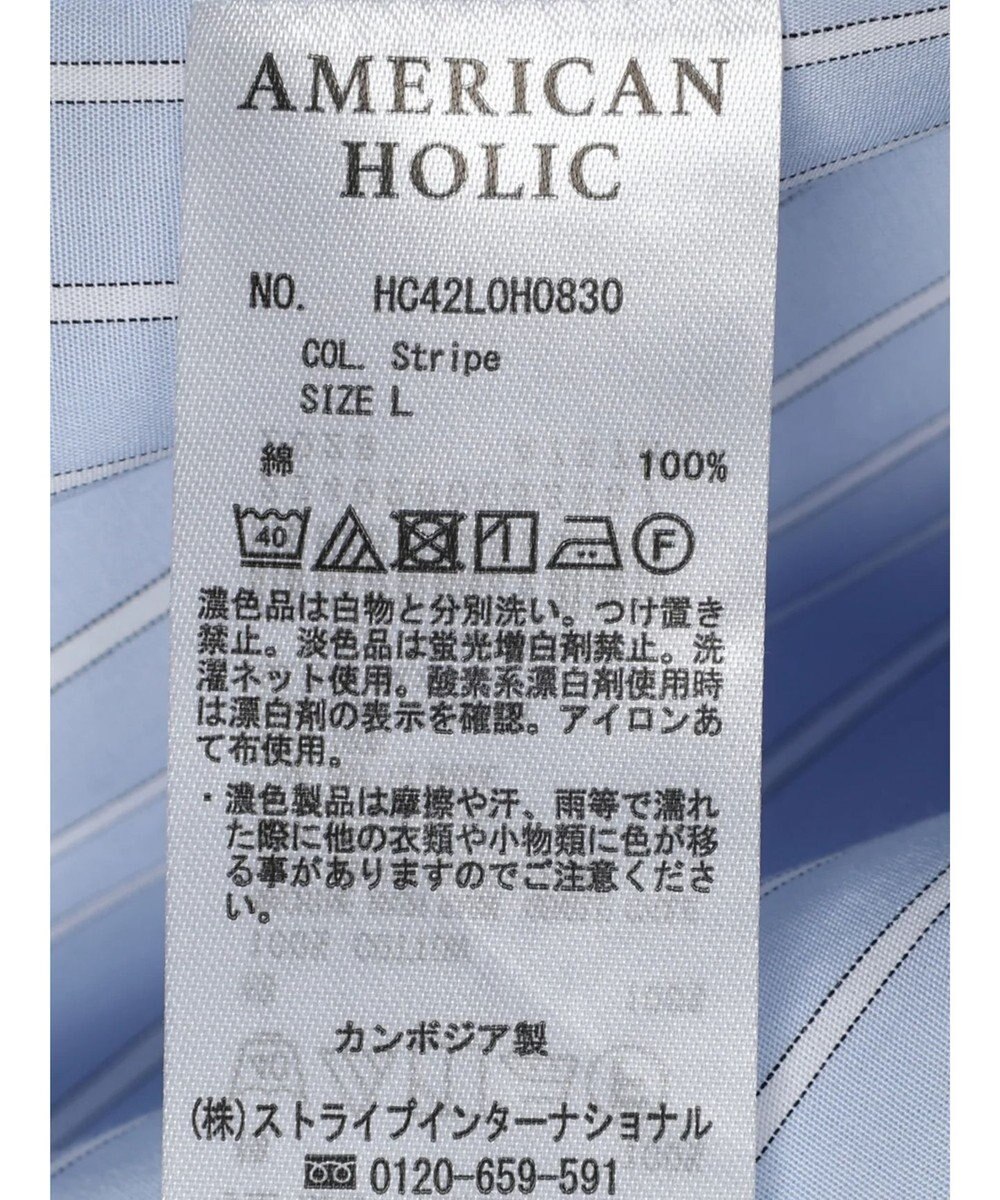 AMERICAN
HOLIC
NO. HC42L0H0830
COL. Stripe
SIZE L
綿 100%
40 F
濃色品は白物と分別洗い。つけ置き
禁止。淡色品は蛍光増白剤禁止。洗
濯ネット使用。酸素系漂白剤使用時
は漂白剤の表示を確認。アイロンあ
て布使用。
・濃色製品は摩擦や汗、雨等で濡れ
た際に他の衣類や小物類に色が移
る事がありますのでご注意くださ
い。
カンボジア製
(株)ストライプインターナショナル
0120-659-591